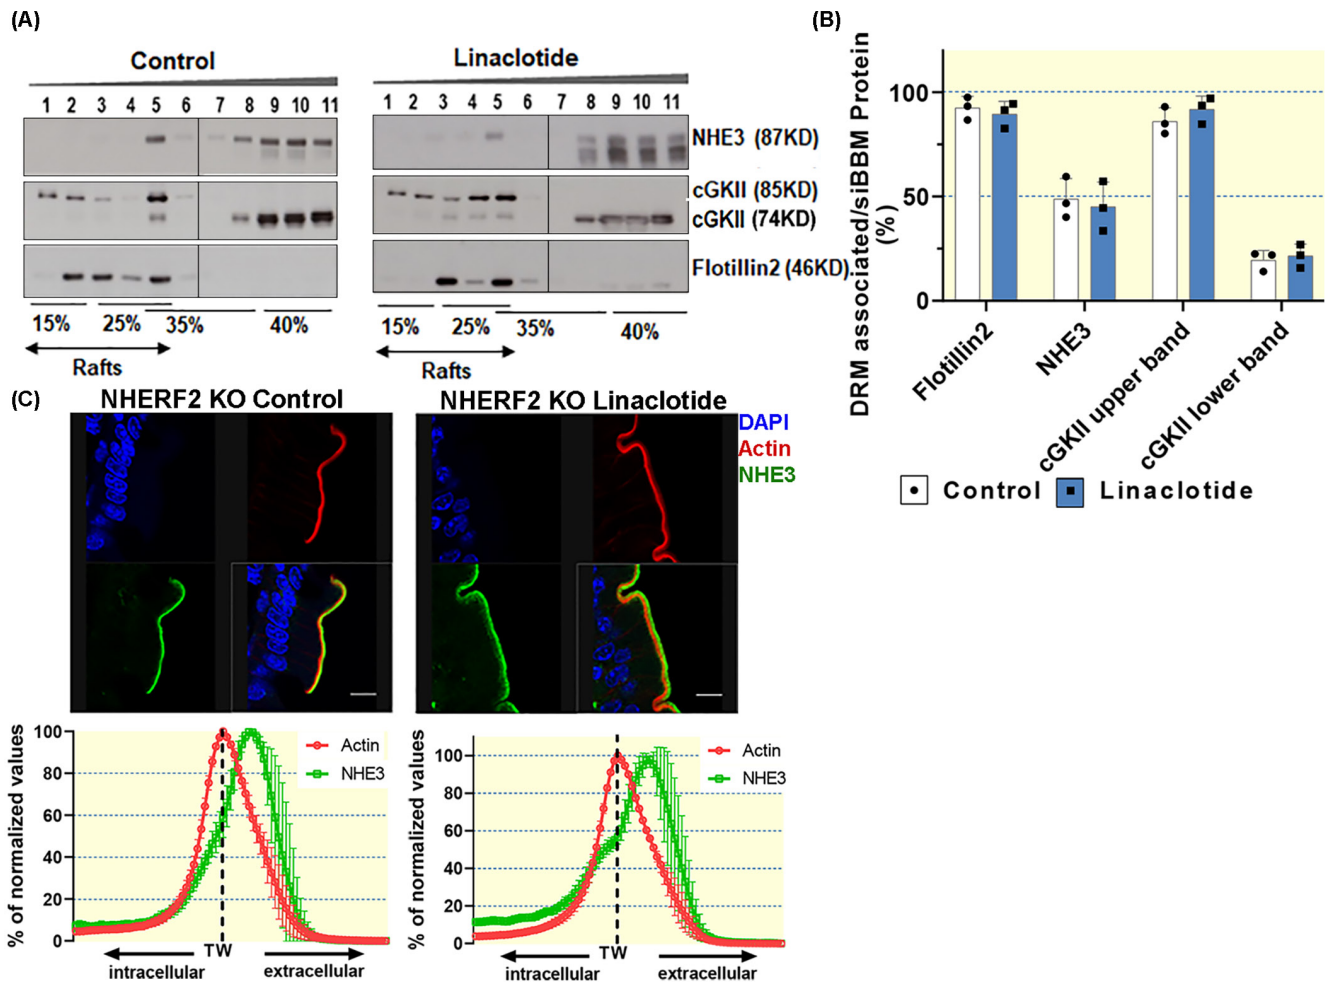 (A)
Control
Linaclotide
1 2 3 4 5 6 7 8 9 10 11
1 2 3 4 5 6 7 8 9 10 11
NHE3 (87KD)
cGKII (85KD)
cGKII (74KD)
Flotillin2 (46KD).
15% 25% 35% 40%
15% 25% 35% 40%
Rafts
Rafts
(B)
DRM associated/siBBM Protein
(%)
100
50
0
Flotillin2
NHE3
cGKII upper band
cGKII lower band
Control Linaclotide
(C)
NHERF2 KO Control
NHERF2 KO Linaclotide
DAPI
Actin
NHE3
% of normalized values
100
80
60
40
20
0
Actin
NHE3
TW
intracellular
extracellular
% of normalized values
100
80
60
40
20
0
Actin
NHE3
TW
intracellular
extracellular